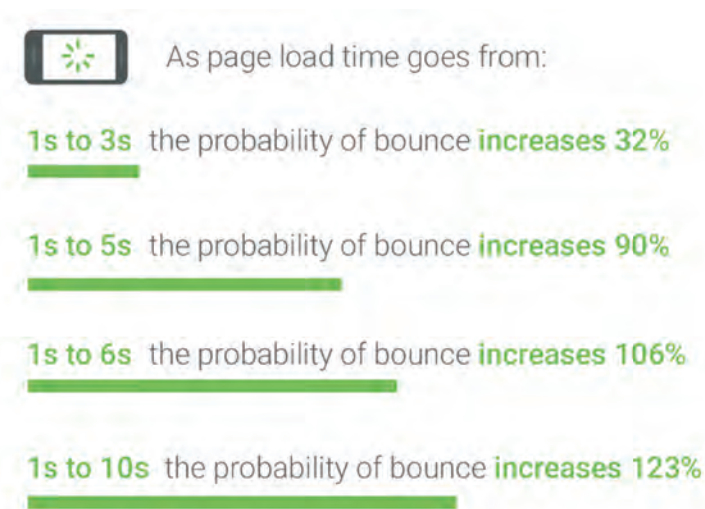 As page load time goes from:
1s to 3s the probability of bounce increases 32%
1s to 5s the probability of bounce increases 90%
1s to 6s the probability of bounce increases 106%
1s to 10s the probability of bounce increases 123%